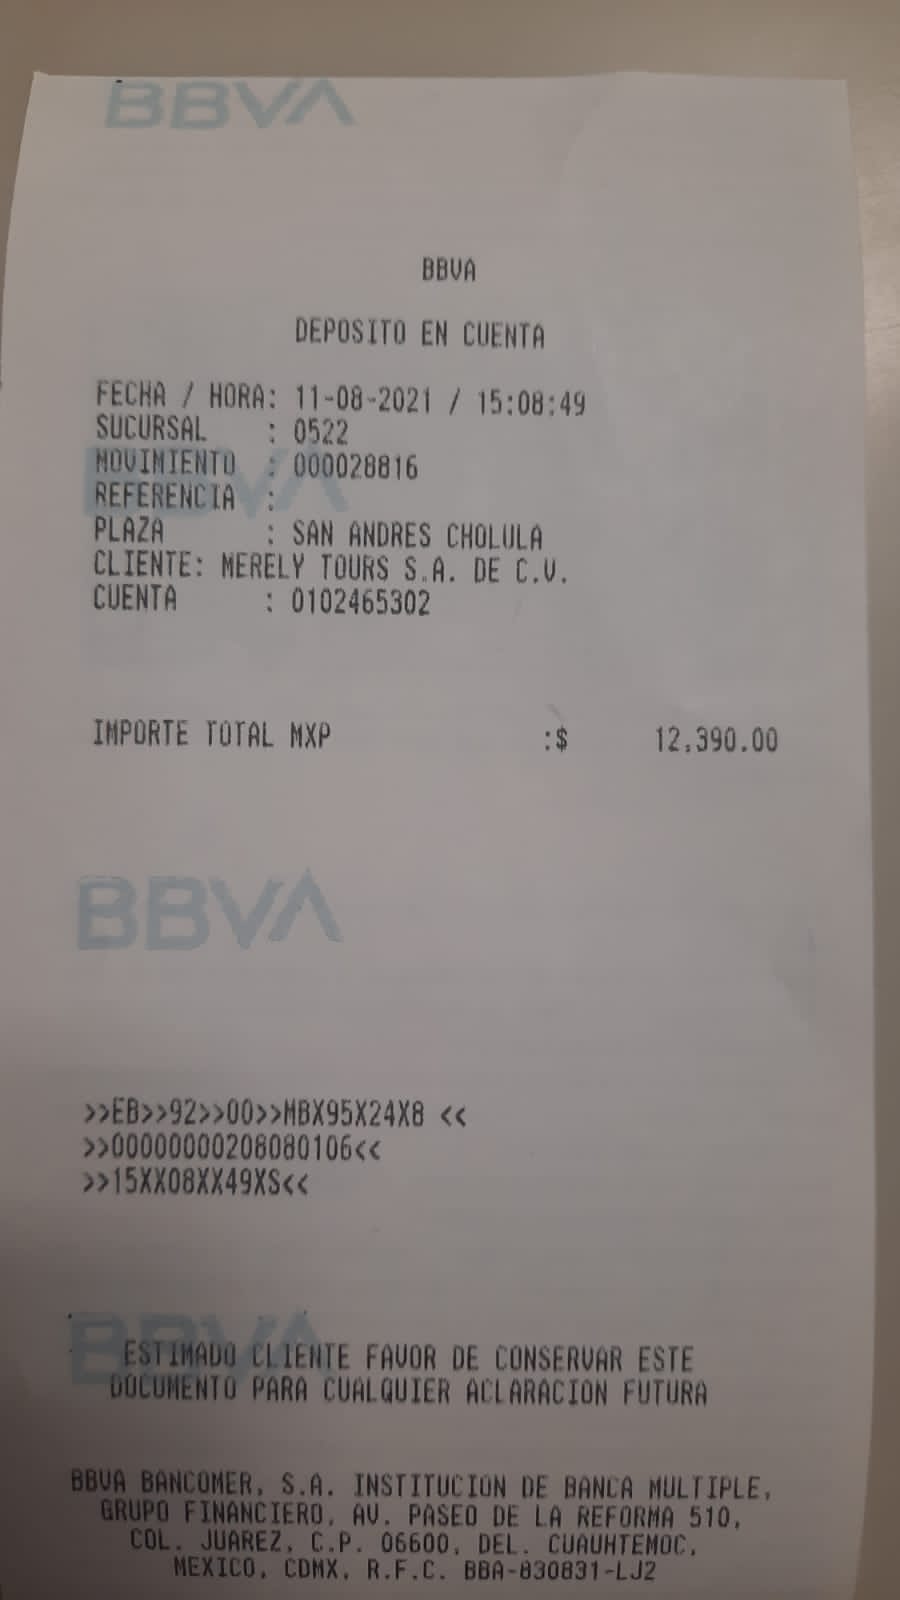 BBVA
BBVA
DEPOSITO EN CUENTA
FECHA / HORA: 11-08-2021 / 15:08:49
SUCURSAL : 0522
MOVIMIENTO : 000028816
BBVA
REFERENCIA :
PLAZA : SAN ANDRES CHOLULA
CLIENTE: MERELY TOURS S.A. DE C.V.
CUENTA : 0102465302
IMPORTE TOTAL MXP :$ 12,390.00
BBVA
>>EB>>92>>00>>MBX95X24X8 <<
>>00000000208080106<<
>>15XX08XX49XS<<
BBVA
ESTIMADO CLIENTE FAVOR DE CONSERVAR ESTE
DOCUMENTO PARA CUALQUIER ACLARACION FUTURA
BBVA BANCOMER, S.A. INSTITUCION DE BANCA MULTIPLE,
GRUPO FINANCIERO, AV. PASEO DE LA REFORMA 510,
COL. JUAREZ, C.P. 06600, DEL. CUAUHTEMOC,
MEXICO, CDMX, R.F.C. BBA-830831-LJ2